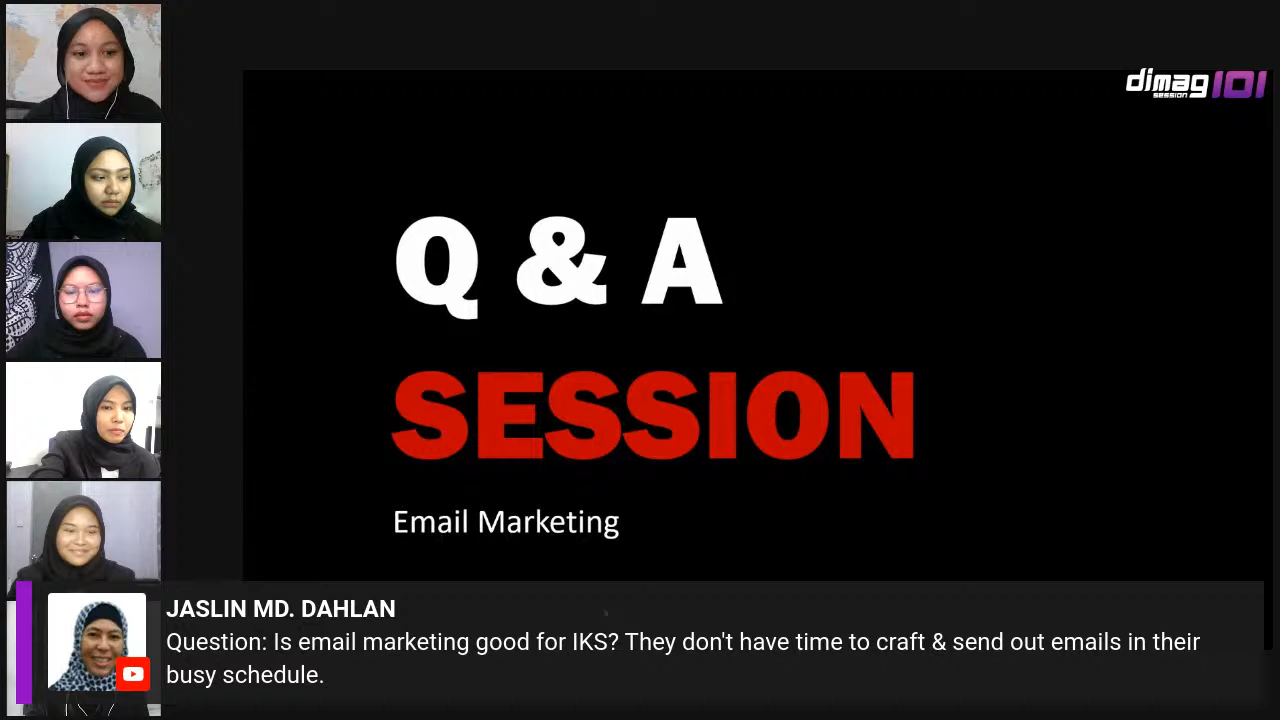 dimag 101
SESSION
Q & A
SESSION
Email Marketing
JASLIN MD. DAHLAN
Question: Is email marketing good for IKS? They don't have time to craft & send out emails in their
busy schedule.